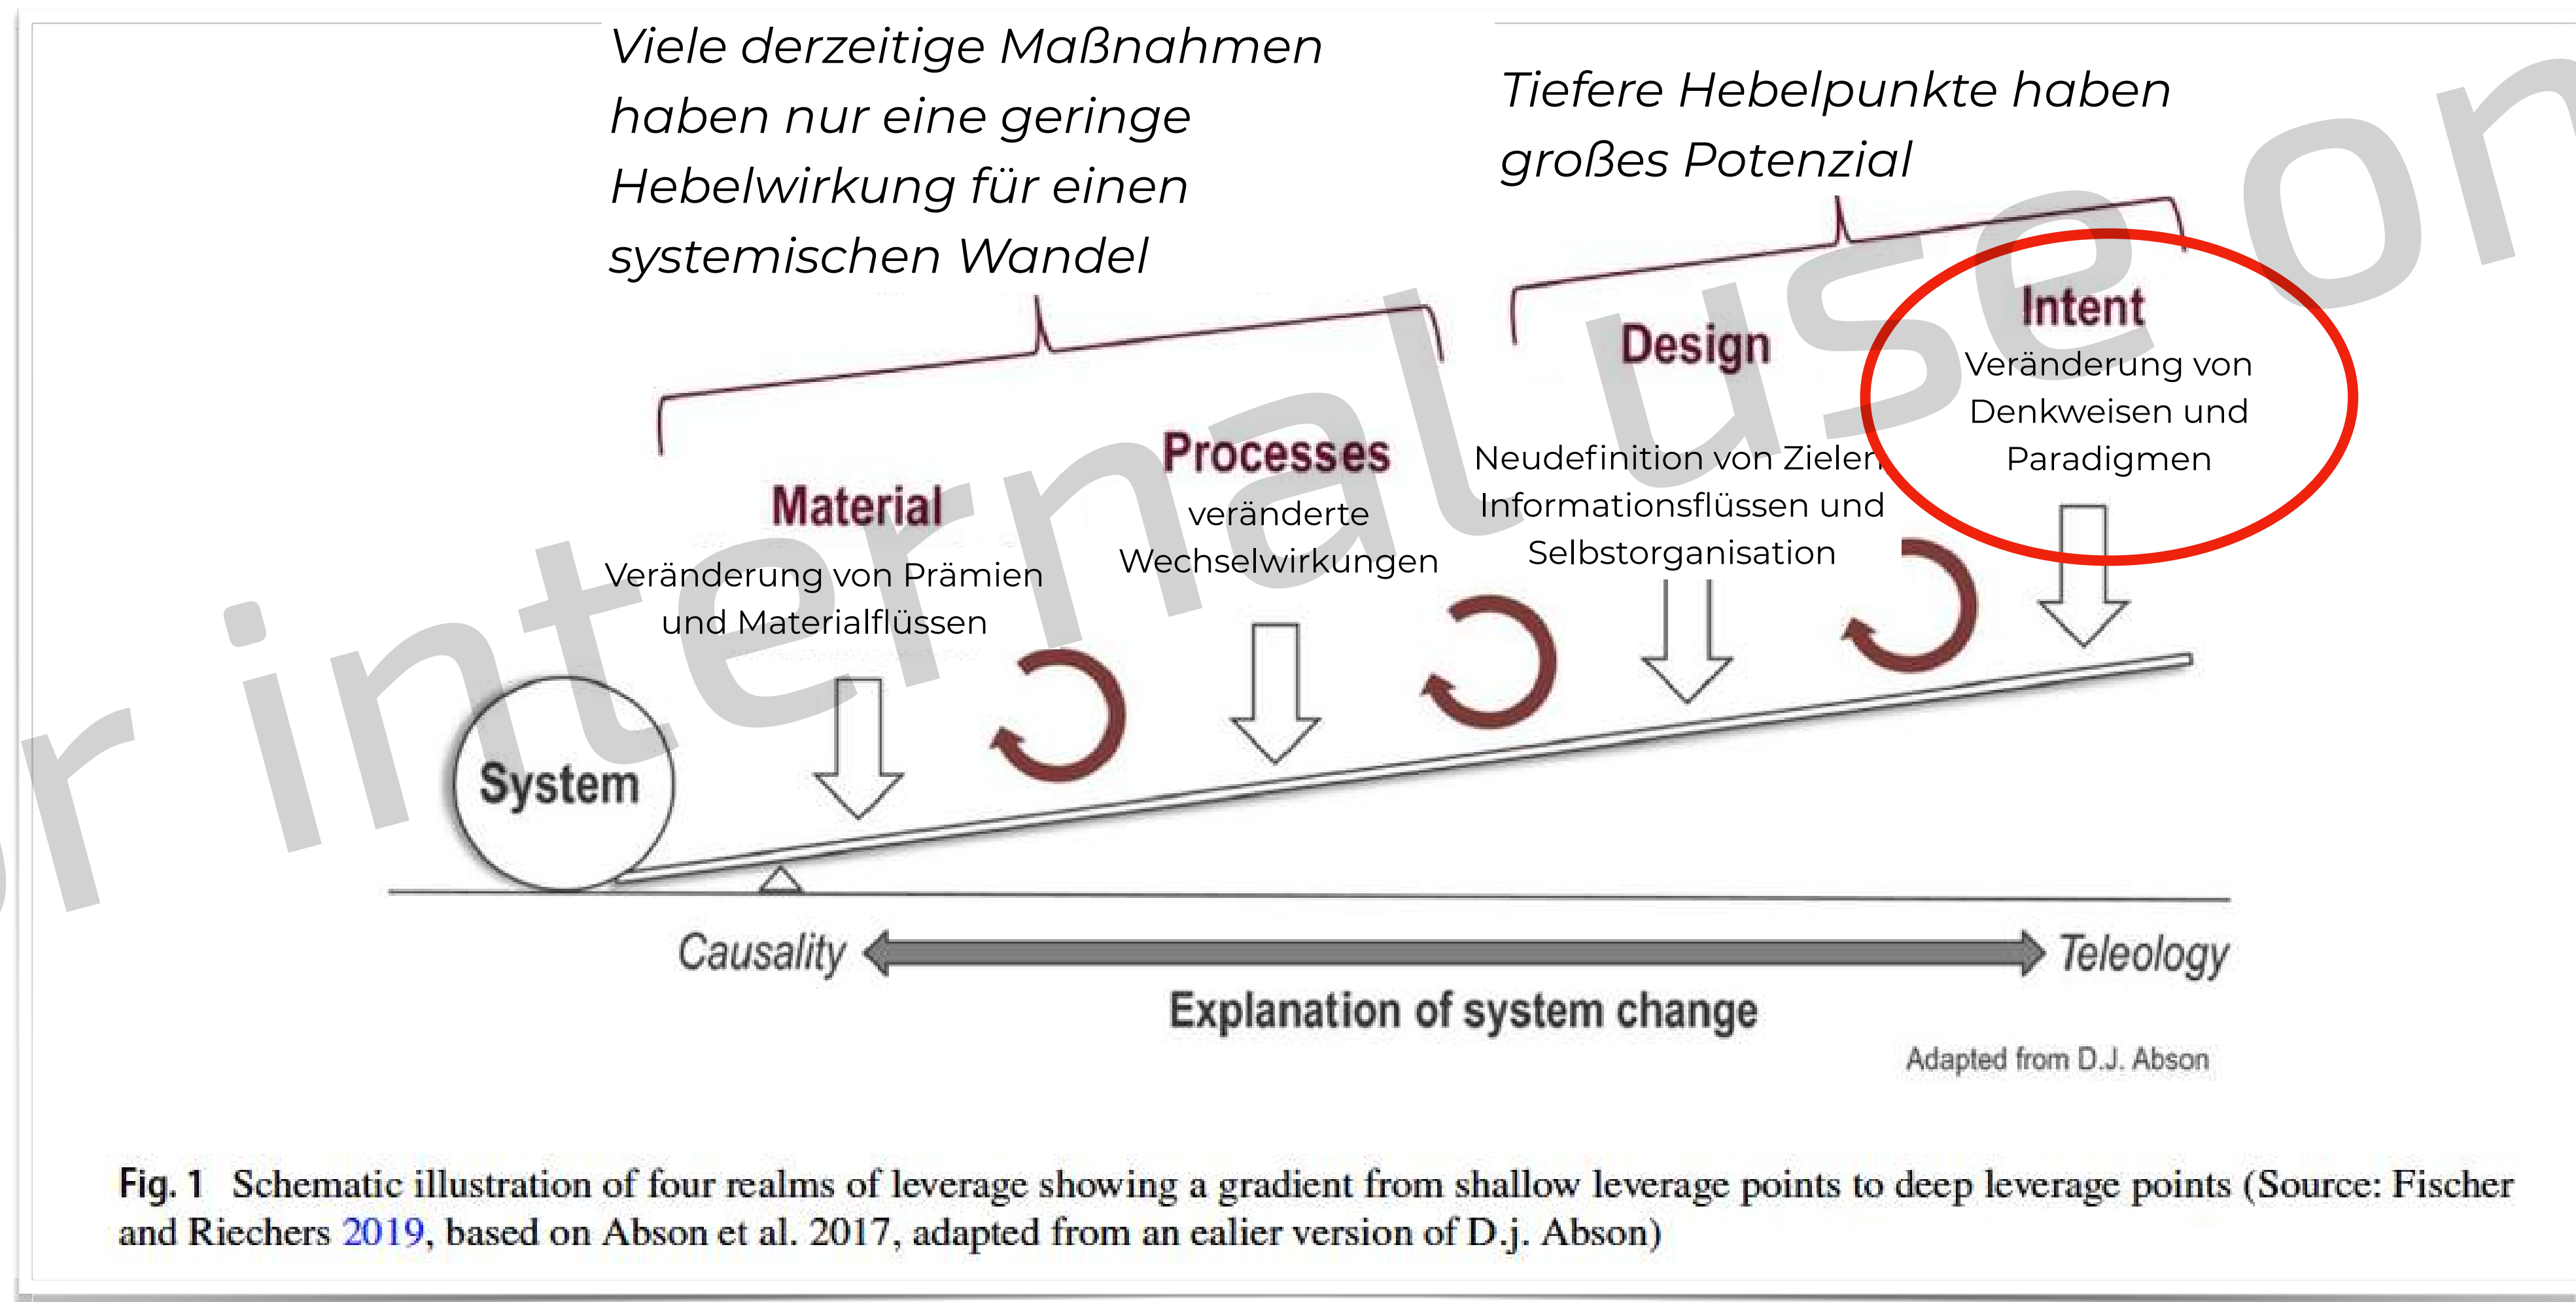 Viele derzeitige Maßnahmen
haben nur eine geringe
Hebelwirkung für einen
systemischen Wandel
Tiefere Hebelpunkte haben
großes Potenzial
Material
Veränderung von Prämien
und Materialflüssen
Processes
veränderte
Wechselwirkungen
Design
Neudefinition von Zielen
Informationsflüssen und
Selbstorganisation
Intent
Veränderung von
Denkweisen und
Paradigmen
System
Causality
Teleology
Explanation of system change
Adapted from D.J. Abson
Fig. 1 Schematic illustration of four realms of leverage showing a gradient from shallow leverage points to deep leverage points (Source: Fischer
and Riechers 2019, based on Abson et al. 2017, adapted from an ealier version of D.j. Abson)
r internal use on